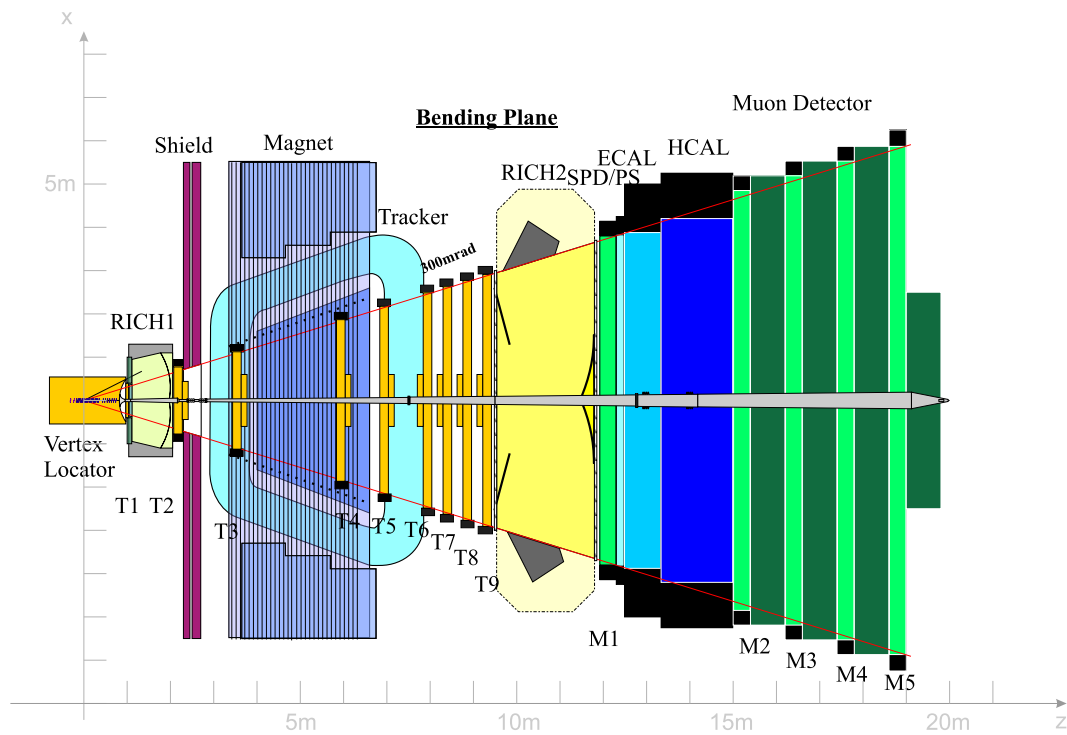 x
Muon Detector
Bending Plane
Shield
Magnet
HCAL
ECAL
RICH2
SPD/PS
5m
Tracker
300mrad
RICH1
Vertex
Locator
T1
T2
T3
T4
T5
T6
T7
T8
T9
M1
M2
M3
M4
M5
5m
10m
15m
20m
z